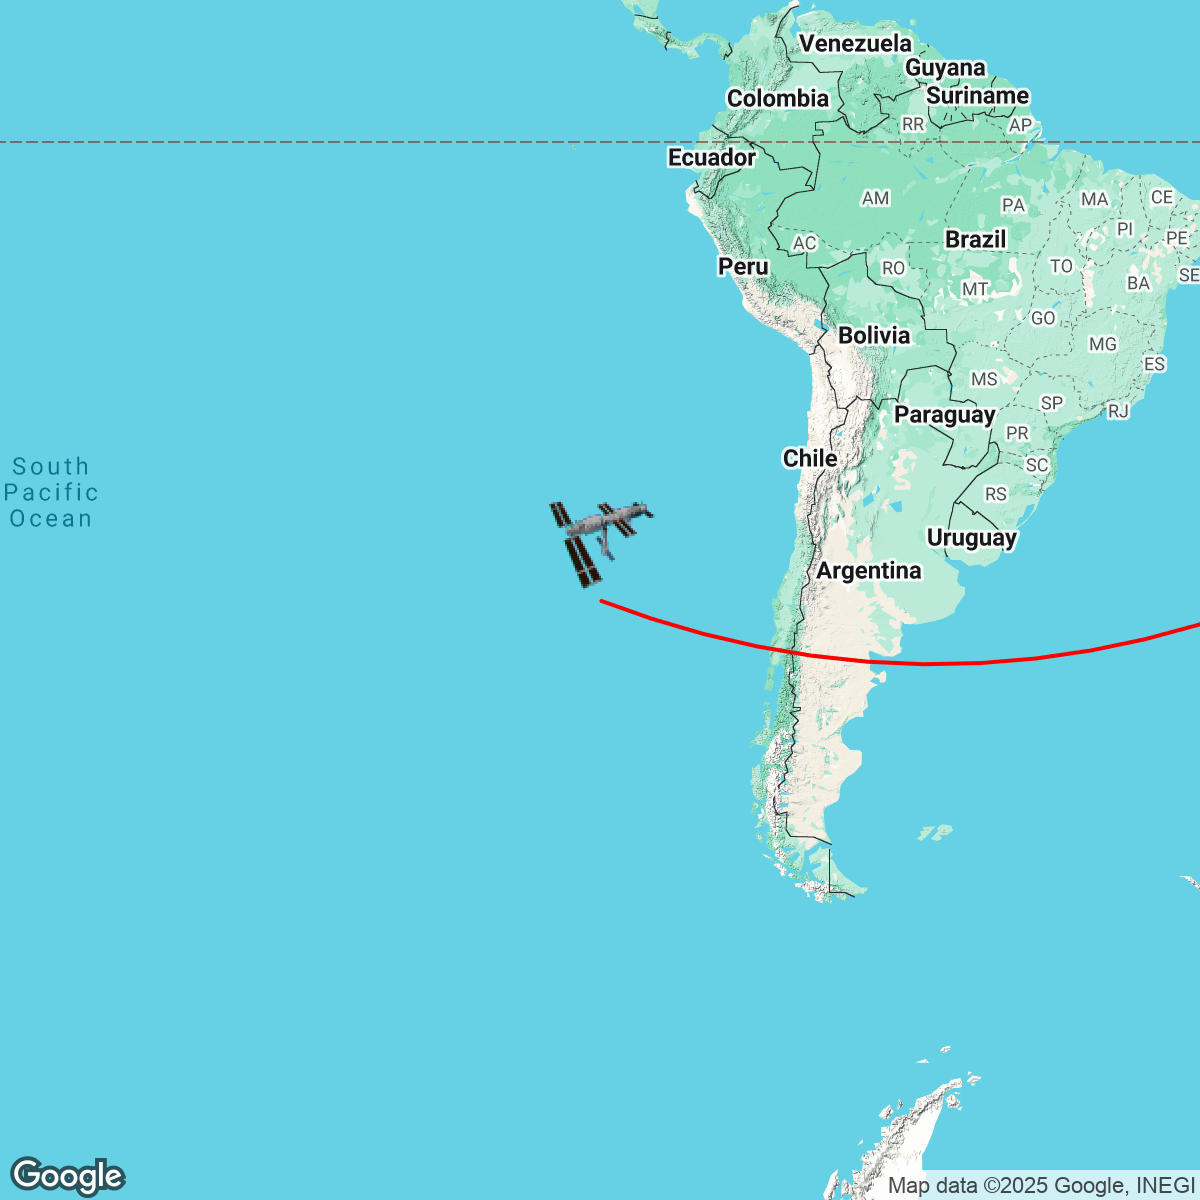 Venezuela
Guyana
Colombia
Suriname
RR
AP
Ecuador
AM
PA
MA
CE
PI
PE
AC
Brazil
Peru
RO
TO
SE
MT
BA
GO
Bolivia
MG
ES
MS
SP
RJ
Paraguay
PR
Chile
SC
South
Pacific
Ocean
RS
Uruguay
Argentina
Google
Map data ©2025 Google, INEGI